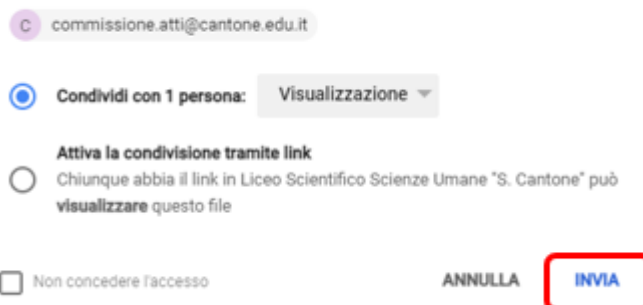 C commissione.atti@cantone.edu.it
Condividi con 1 persona: Visualizzazione
Attiva la condivisione tramite link
Chiunque abbia il link in Liceo Scientifico Scienze Umane "S. Cantone" può
visualizzare questo file
Non concedere l'accesso ANNULLA INVIA